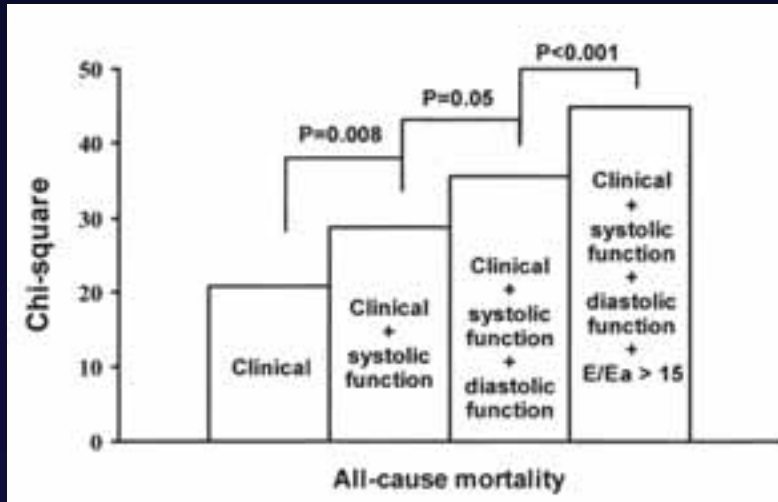 P<0.001
P=0.05
P=0.008
50
40
30
20
10
0
Chi-square
Clinical
Clinical
+
systolic
function
Clinical
+
systolic
function
+
diastolic
function
Clinical
+
systolic
function
+
diastolic
function
+
E/Ea > 15
All-cause mortality